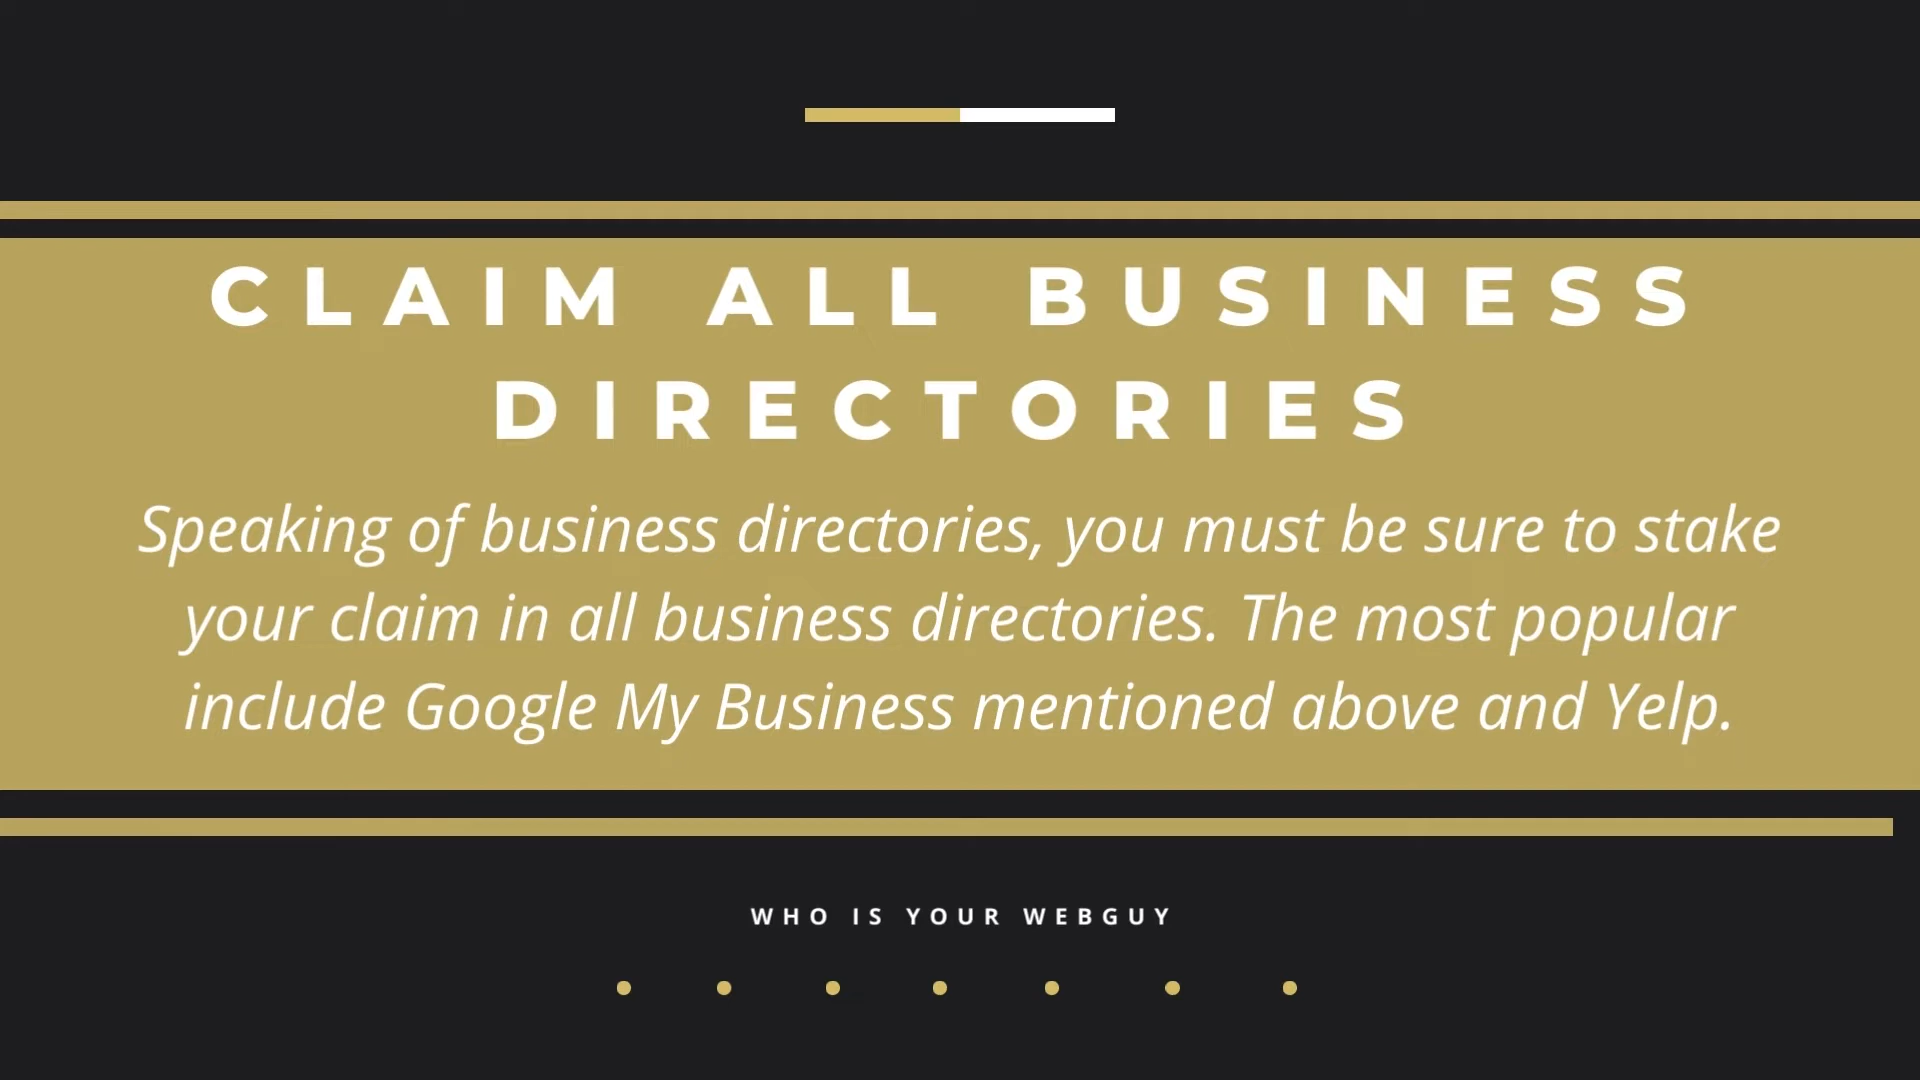 CLAIM ALL BUSINESS
DIRECTORIES
Speaking of business directories, you must be sure to stake
your claim in all business directories. The most popular
include Google My Business mentioned above and Yelp.
WHO IS YOUR WEBGUY